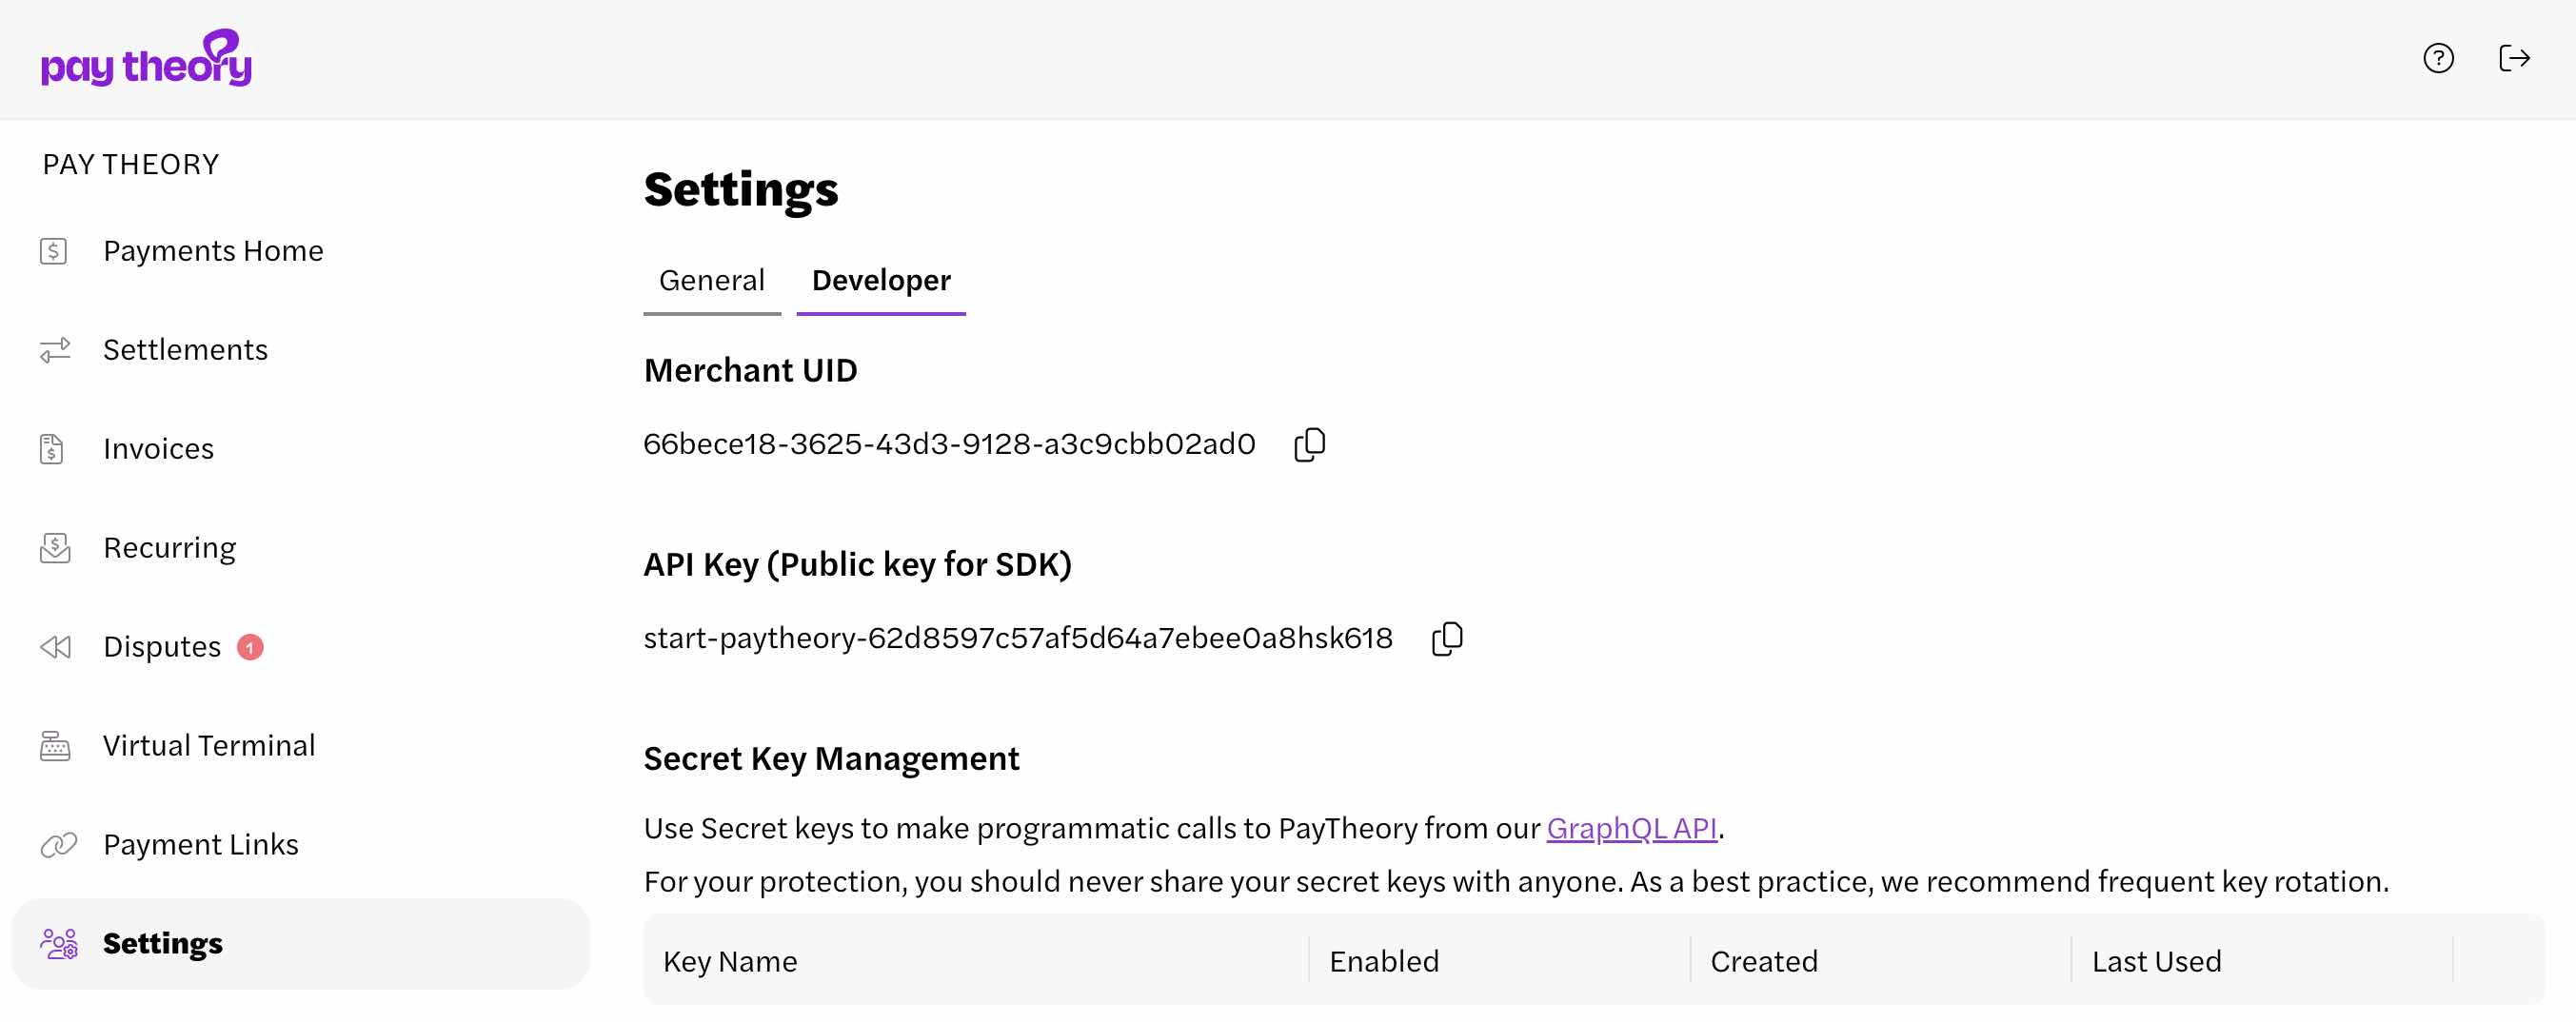 pay theory
PAY THEORY
Payments Home
Settlements
Invoices
Recurring
Disputes 1
Virtual Terminal
Payment Links
Settings
Settings
General Developer
Merchant UID
66bece18-3625-43d3-9128-a3c9cbb02ad0
API Key (Public key for SDK)
start-paytheory-62d8597c57af5d64a7ebee0a8hsk618
Secret Key Management
Use Secret keys to make programmatic calls to PayTheory from our GraphQL API.
For your protection, you should never share your secret keys with anyone. As a best practice, we recommend frequent key rotation.
Key Name Enabled Created Last Used